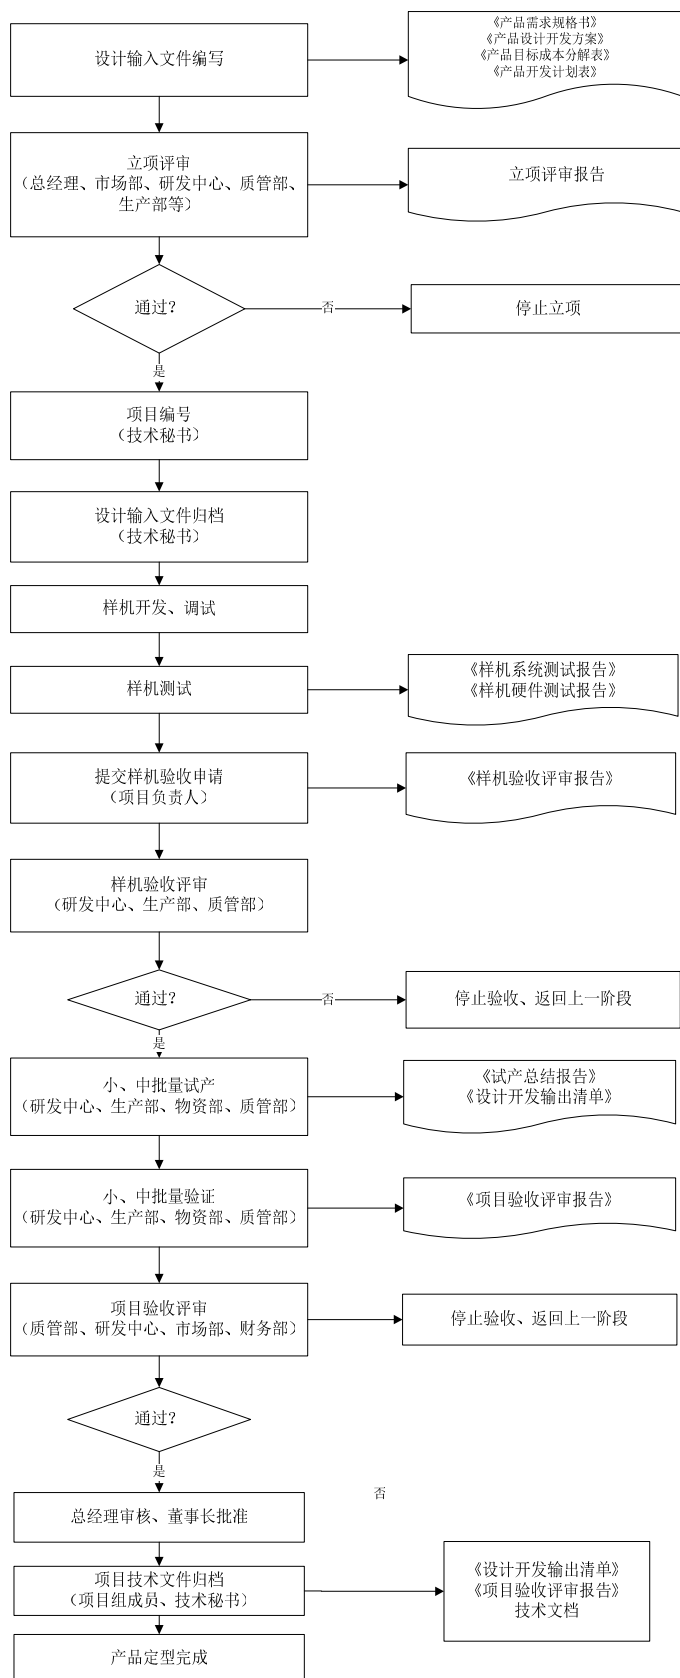 设计输入文件编写
《产品需求规格书》
《产品设计开发方案》
《产品目标成本分解表》
《产品开发计划表》
立项评审
（总经理、市场部、研发中心、质管部、
生产部等）
立项评审报告
通过？
否
停止立项
是
项目编号
（技术秘书）
设计输入文件归档
（技术秘书）
样机开发、调试
样机测试
《样机系统测试报告》
《样机硬件测试报告》
提交样机验收申请
（项目负责人）
《样机验收评审报告》
样机验收评审
（研发中心、生产部、质管部）
通过？
否
停止验收、返回上一阶段
是
小、中批量试产
（研发中心、生产部、物资部、质管部）
《试产总结报告》
《设计开发输出清单》
小、中批量验证
（研发中心、生产部、物资部、质管部）
《项目验收评审报告》
项目验收评审
（质管部、研发中心、市场部、财务部）
停止验收、返回上一阶段
通过？
是
否
总经理审核、董事长批准
项目技术文件归档
（项目组成员、技术秘书）
《设计开发输出清单》
《项目验收评审报告》
技术文档
产品定型完成